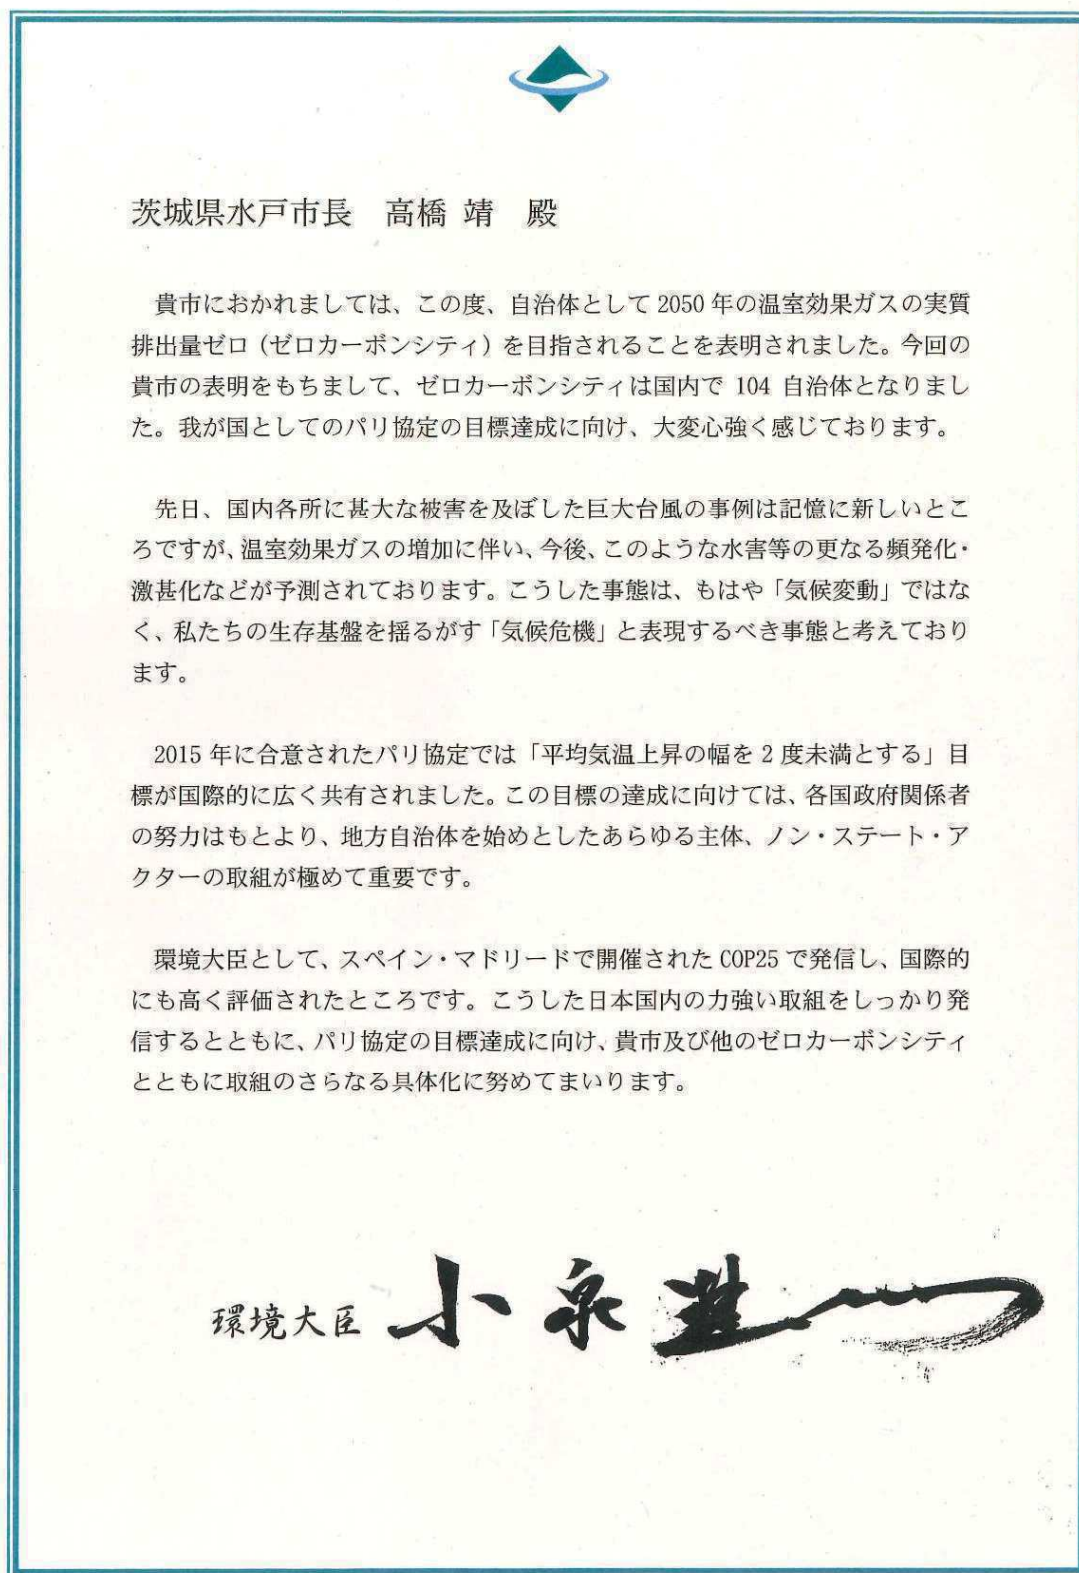 茨城県水戸市長　高橋 靖　殿
貴市におかれましては、この度、自治体として2050年の温室効果ガスの実質
排出量ゼロ（ゼロカーボンシティ）を目指されることを表明されました。今回の
貴市の表明をもちまして、ゼロカーボンシティは国内で 104 自治体となりまし
た。我が国としてのパリ協定の目標達成に向け、大変心強く感じております。
先日、国内各所に甚大な被害を及ぼした巨大台風の事例は記憶に新しいとこ
ろですが、温室効果ガスの増加に伴い、今後、このような水害等の更なる頻発化・
激甚化などが予測されております。こうした事態は、もはや「気候変動」ではな
く、私たちの生存基盤を揺るがす「気候危機」と表現するべき事態と考えており
ます。
2015年に合意されたパリ協定では「平均気温上昇の幅を2度未満とする」目
標が国際的に広く共有されました。この目標の達成に向けては、各国政府関係者
の努力はもとより、地方自治体を始めとしたあらゆる主体、ノン・ステート・ア
クターの取組が極めて重要です。
環境大臣として、スペイン・マドリードで開催されたCOP25で発信し、国際的
にも高く評価されたところです。こうした日本国内の力強い取組をしっかり発
信するとともに、パリ協定の目標達成に向け、貴市及び他のゼロカーボンシティ
とともに取組のさらなる具体化に努めてまいります。
環境大臣 小泉進